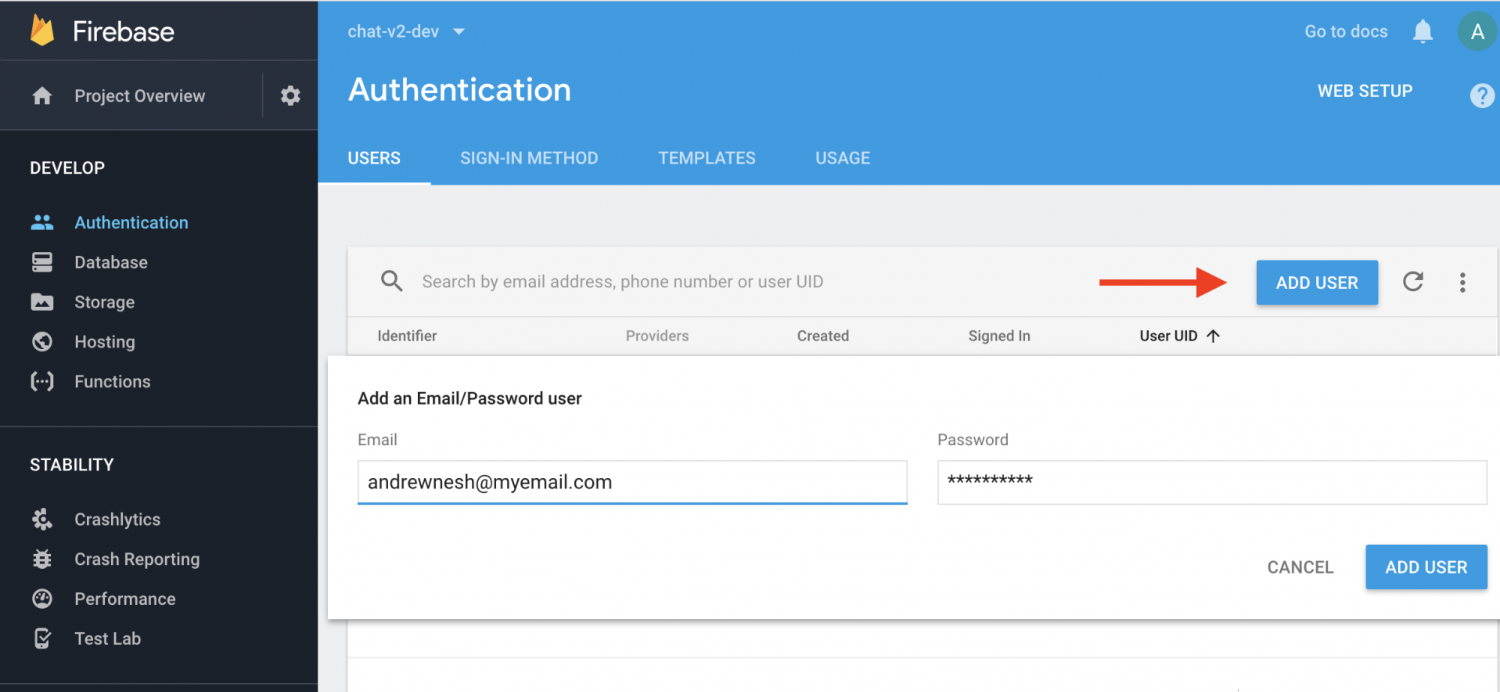 Firebase
Project Overview
DEVELOP
Authentication
Database
Storage
Hosting
Functions
STABILITY
Crashlytics
Crash Reporting
Performance
Test Lab
chat-v2-dev
Go to docs
A
Authentication
WEB SETUP
?
USERS SIGN-IN METHOD TEMPLATES USAGE
Search by email address, phone number or user UID
ADD USER
Identifier Providers Created Signed In User UID
Add an Email/Password user
Email Password
andrewnesh@myemail.com **********
CANCEL ADD USER